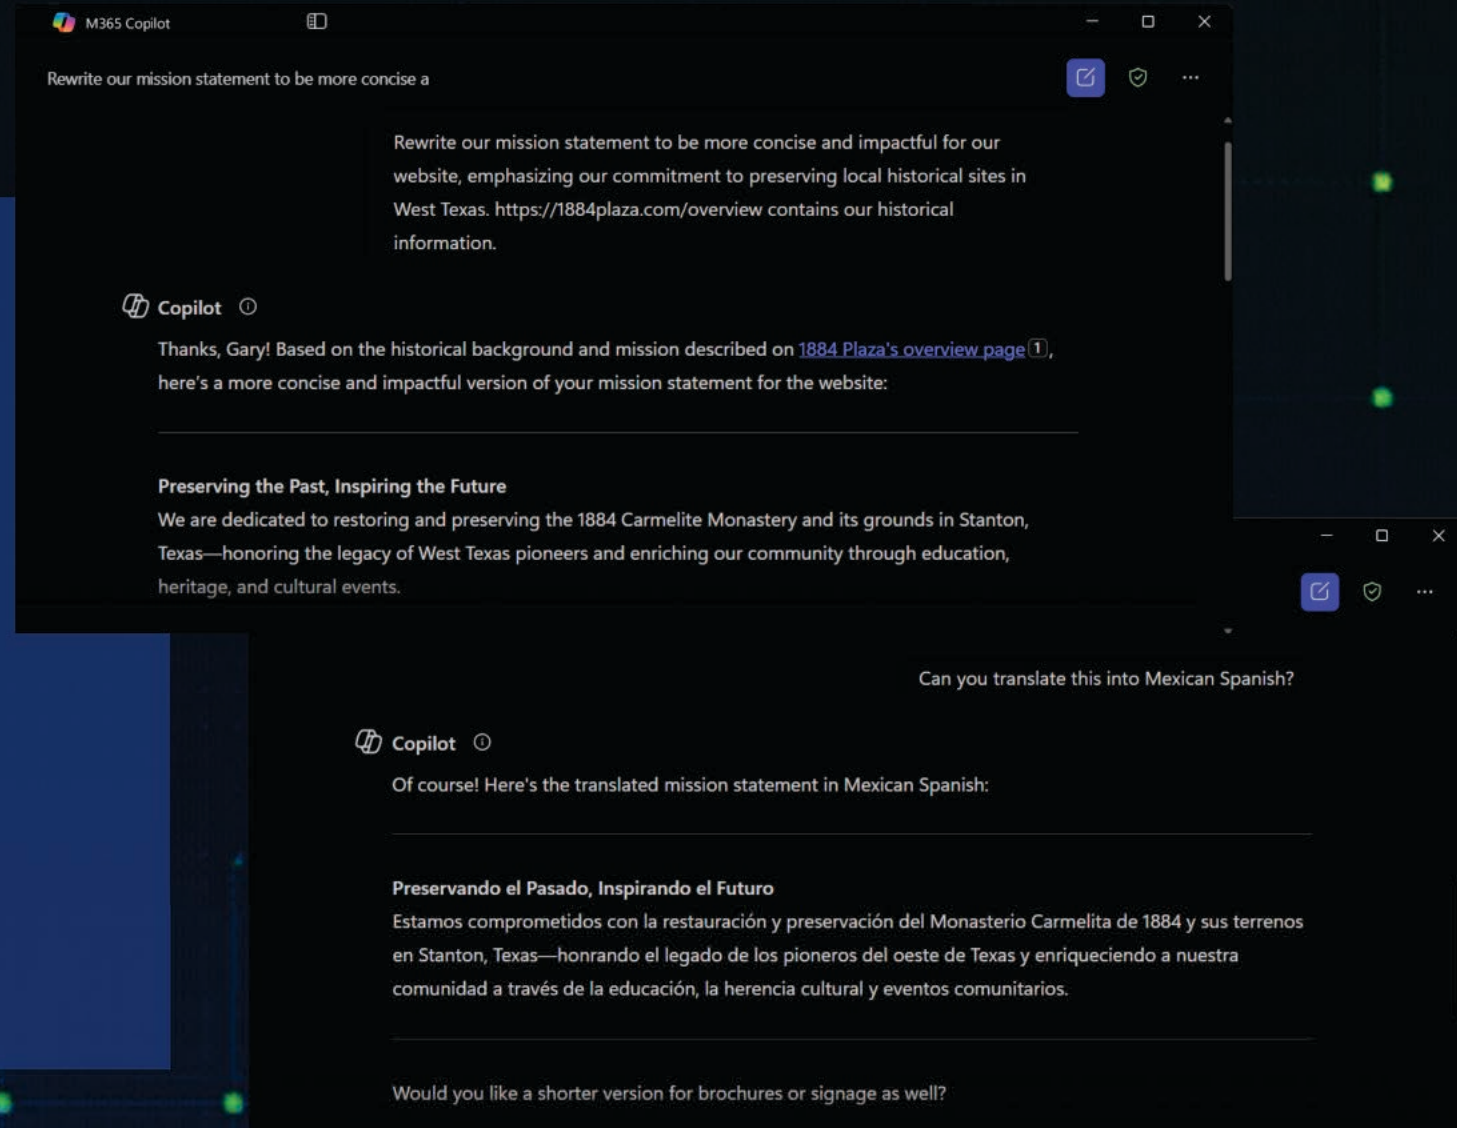 M365 Copilot
Rewrite our mission statement to be more concise a
Rewrite our mission statement to be more concise and impactful for our
website, emphasizing our commitment to preserving local historical sites in
West Texas. https://1884plaza.com/overview contains our historical
information.
Copilot
Thanks, Gary! Based on the historical background and mission described on 1884 Plaza's overview page 1,
here's a more concise and impactful version of your mission statement for the website:
Preserving the Past, Inspiring the Future
We are dedicated to restoring and preserving the 1884 Carmelite Monastery and its grounds in Stanton,
Texas—honoring the legacy of West Texas pioneers and enriching our community through education,
heritage, and cultural events.
Can you translate this into Mexican Spanish?
Copilot
Of course! Here's the translated mission statement in Mexican Spanish:
Preservando el Pasado, Inspirando el Futuro
Estamos comprometidos con la restauración y preservación del Monasterio Carmelita de 1884 y sus terrenos
en Stanton, Texas—honrando el legado de los pioneros del oeste de Texas y enriqueciendo a nuestra
comunidad a través de la educación, la herencia cultural y eventos comunitarios.
Would you like a shorter version for brochures or signage as well?